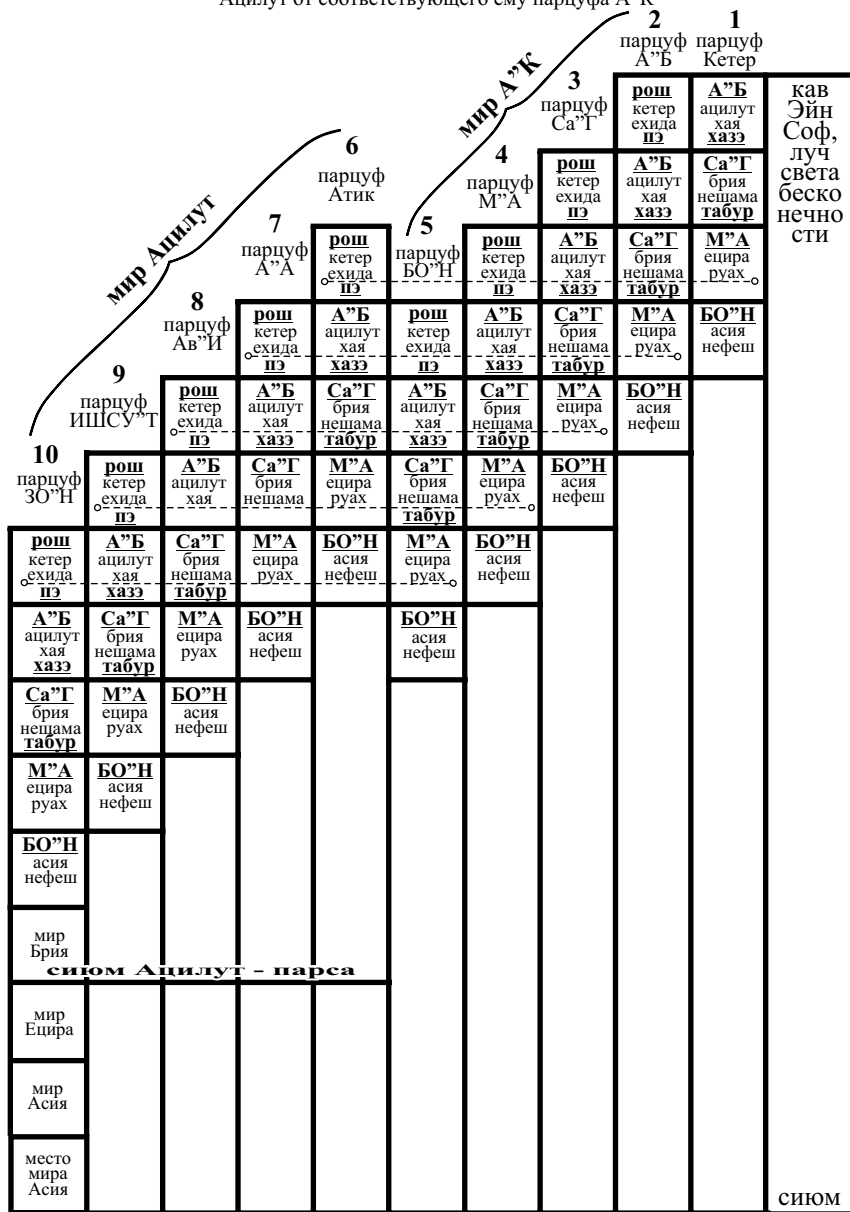 Ацилут от соответствующего ему парцуфа А”К
2
парцуф
А”Б
1
парцуф
Кетер
мир А”К
3
парцуф
Са”Г
4
парцуф
М”А
5
парцуф
БО”Н
мир Ацилут
6
парцуф
Атик
7
парцуф
А”А
8
парцуф
Ав”И
9
парцуф
ИШСУ”Т
10
парцуф
ЗО”Н
кав
Эйн
Соф,
луч
света
беско
нечно
сти
сиюм
рош
кетер
ехида
пэ
А”Б
ацилут
хая
хазэ
рош
кетер
ехида
пэ
А”Б
ацилут
хая
хазэ
Са”Г
брия
нешама
табур
рош
кетер
ехида
пэ
рош
кетер
ехида
пэ
А”Б
ацилут
хая
хазэ
Са”Г
брия
нешама
табур
М”А
ецира
руах
рош
кетер
ехида
пэ
А”Б
ацилут
хая
хазэ
рош
кетер
ехида
пэ
А”Б
ацилут
хая
хазэ
Са”Г
брия
нешама
табур
М”А
ецира
руах
БО”Н
асия
нефеш
рош
кетер
ехида
пэ
А”Б
ацилут
хая
хазэ
Са”Г
брия
нешама
табур
А”Б
ацилут
хая
хазэ
Са”Г
брия
нешама
табур
М”А
ецира
руах
БО”Н
асия
нефеш
рош
кетер
ехида
пэ
А”Б
ацилут
хая
Са”Г
брия
нешама
М”А
ецира
руах
Са”Г
брия
нешама
табур
М”А
ецира
руах
БО”Н
асия
нефеш
рош
кетер
ехида
пэ
А”Б
ацилут
хая
хазэ
Са”Г
брия
нешама
табур
М”А
ецира
руах
БО”Н
асия
нефеш
М”А
ецира
руах
БО”Н
асия
нефеш
А”Б
ацилут
хая
хазэ
Са”Г
брия
нешама
табур
М”А
ецира
руах
БО”Н
асия
нефеш
БО”Н
асия
нефеш
Са”Г
брия
нешама
табур
М”А
ецира
руах
БО”Н
асия
нефеш
М”А
ецира
руах
БО”Н
асия
нефеш
БО”Н
асия
нефеш
мир
Брия
сиюм Ацилут - парса
мир
Ецира
мир
Асия
место
мира
Асия